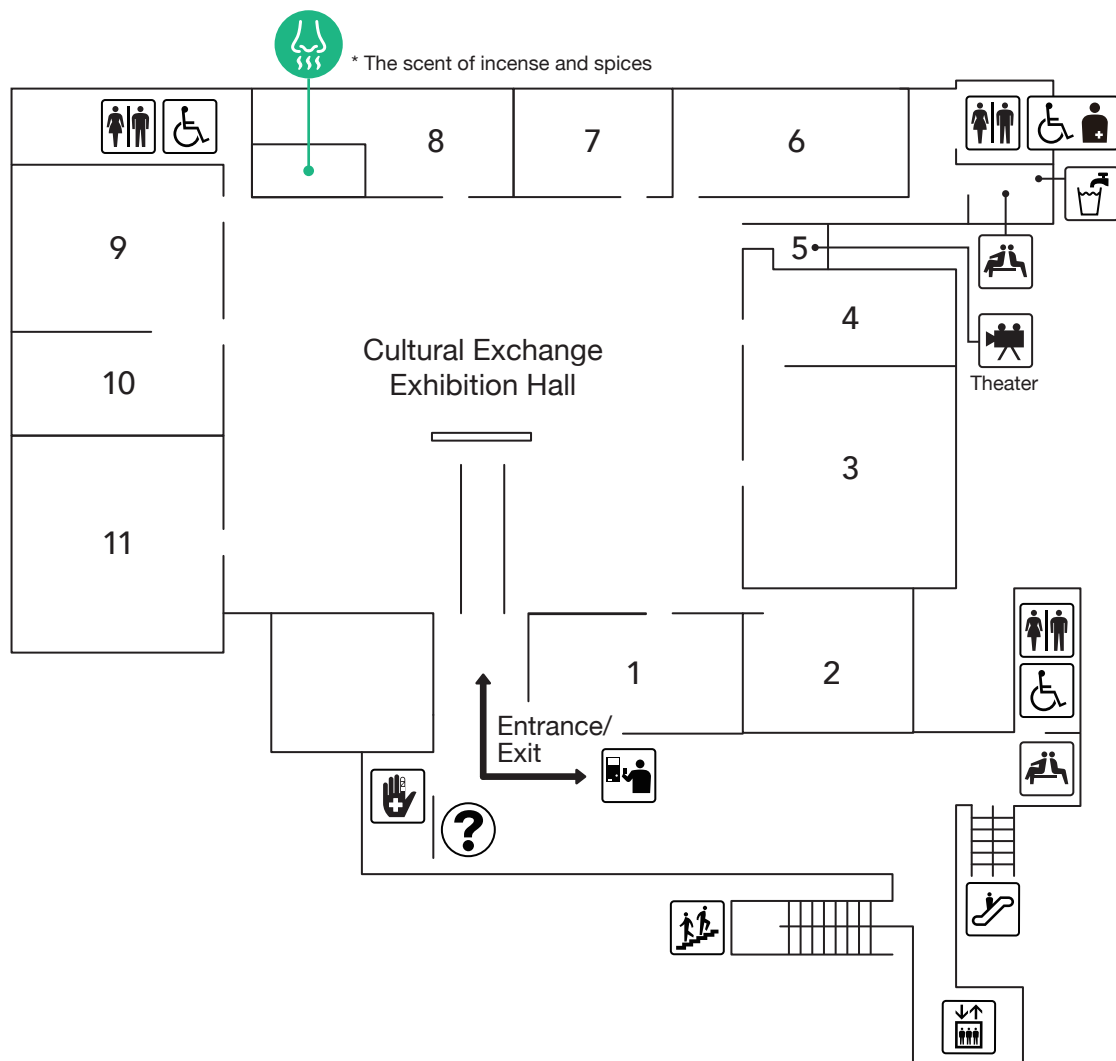 * The scent of incense and spices
8
7
6
9
5
4
Cultural Exchange
Exhibition Hall
Theater
10
3
11
1
2
Entrance/
Exit
?